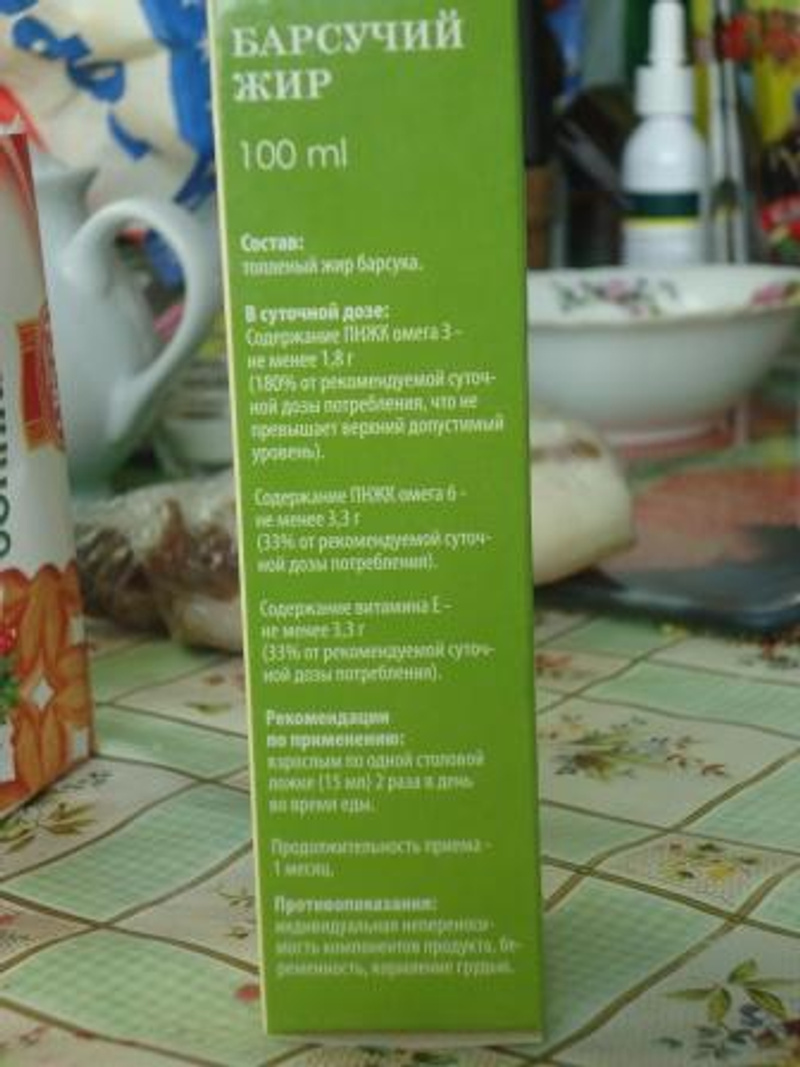 БАРСУЧИЙ
ЖИР
100 ml
Состав:
топленый жир барсука.
В суточной дозе:
Содержание ПНЖК омега 3 -
не менее 1,8 г
(180% от рекомендуемой суточ-
ной дозы потребления, что не
превышает верхний допустимый
уровень).
Содержание ПНЖК омега 6 -
не менее 3,3 г
(33% от рекомендуемой суточ-
ной дозы потребления).
Содержание витамина Е -
не менее 3,3 г
(33% от рекомендуемой суточ-
ной дозы потребления).
Рекомендации
по применению:
взрослым по одной столовой
ложке (15 мл) 2 раза в день
во время еды.
Продолжительность приема -
1 месяц.
Противопоказания:
индивидуальная неперено­си-
мость компонентов продукта, бе-
ременность, кормление грудью.